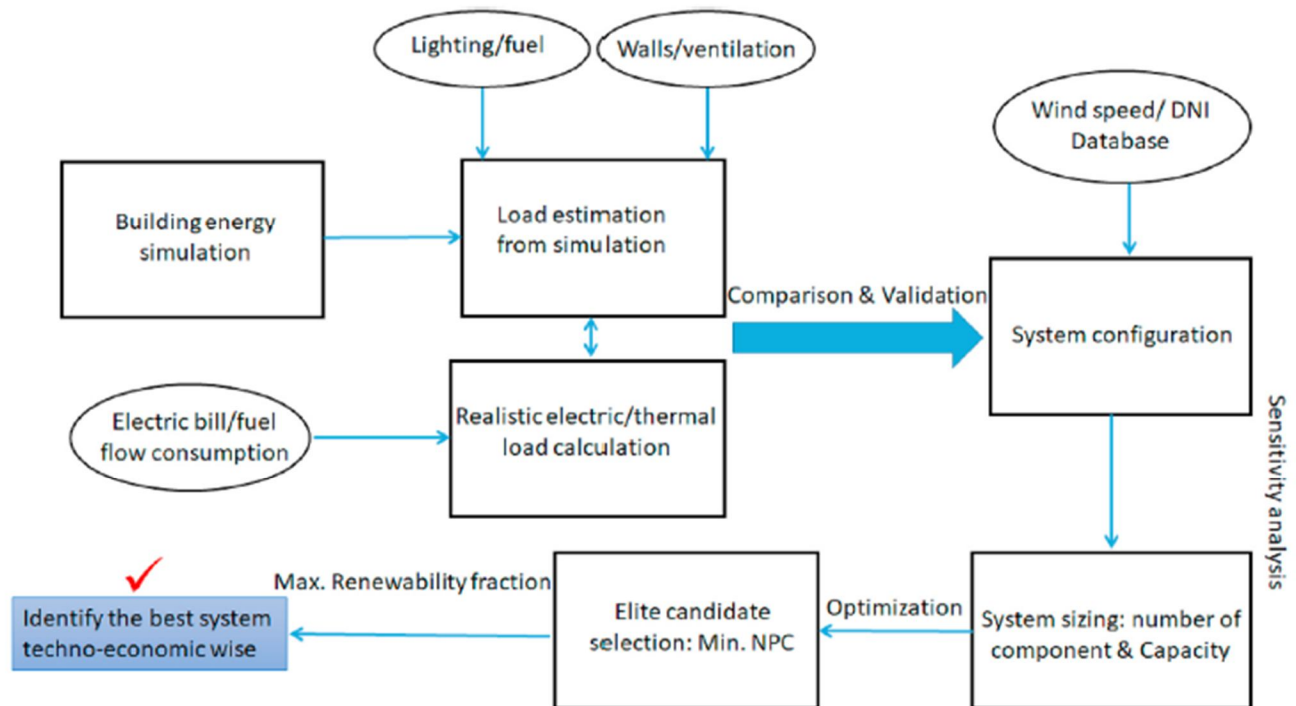 Lighting/fuel
Walls/ventilation
Wind speed/ DNI
Database
Building energy
simulation
Load estimation
from simulation
Comparison & Validation
System configuration
Electric bill/fuel
flow consumption
Realistic electric/thermal
load calculation
Sensitivity analysis
Max. Renewability fraction
Identify the best system
techno-economic wise
Elite candidate
selection: Min. NPC
Optimization
System sizing: number of
component & Capacity